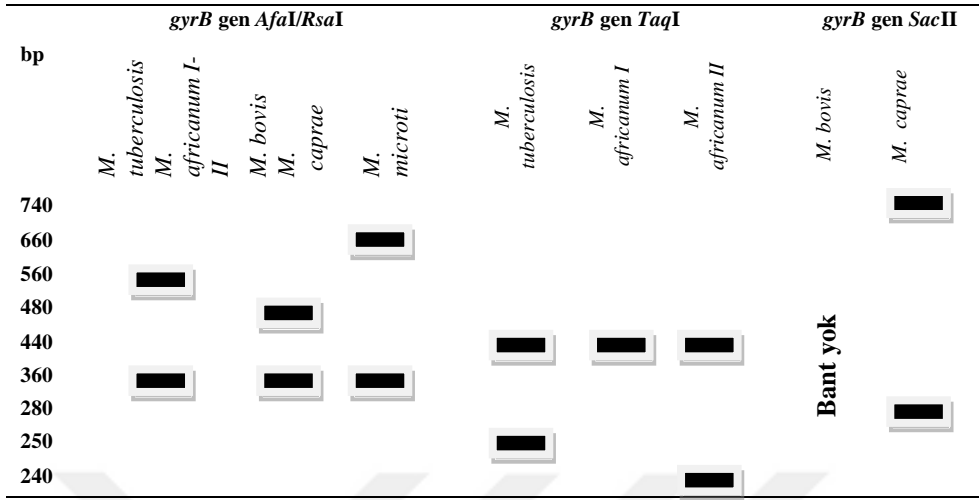 gyrB gen AfaI/RsaI gyrB gen TaqI gyrB gen SacII
bp
M. tuberculosis
M. africanum I-II
M. bovis
M. caprae
M. microti
M. tuberculosis
M. africanum I
M. africanum II
M. bovis
M. caprae
740
660
560
480
440
360
280
250
240
Bant yok